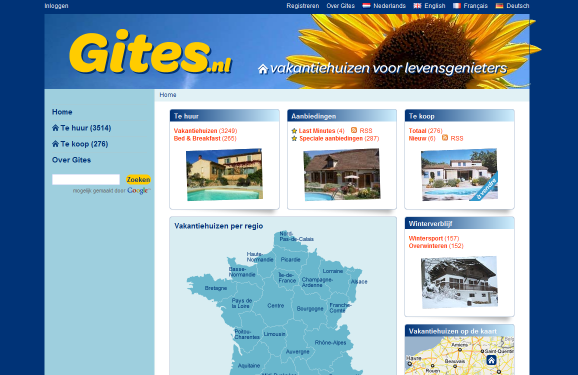 Inloggen
Registreren Over Gites Nederlands English Français Deutsch
Gites.nl
vakantiehuizen voor levensgenieters
Home
Home
Te huur (3514)
Te koop (276)
Over Gites
Zoeken
mogelijk gemaakt door Google
Te huur
Vakantiehuizen (3249)
Bed & Breakfast (265)
Aanbiedingen
Last Minutes (4) RSS
Speciale aanbiedingen (287)
Te koop
Totaal (276)
Nieuw (6) RSS
Vakantiehuizen per regio
Nord-
Pas-de-Calais
Haute-
Normandie
Picardie
Basse-
Normandie
Île-de-
France
Champagne-
Ardenne
Lorraine
Alsace
Bretagne
Pays de
la Loire
Centre
Bourgogne
Franche-
Comté
Poitou-
Charentes
Limousin
Auvergne
Rhône-Alpes
Aquitaine
Winterverblijf
Wintersport (157)
Overwinteren (152)
Vakantiehuizen op de kaart
Amiens
Saint-Quentin
Havre
Rouen
Beauvais